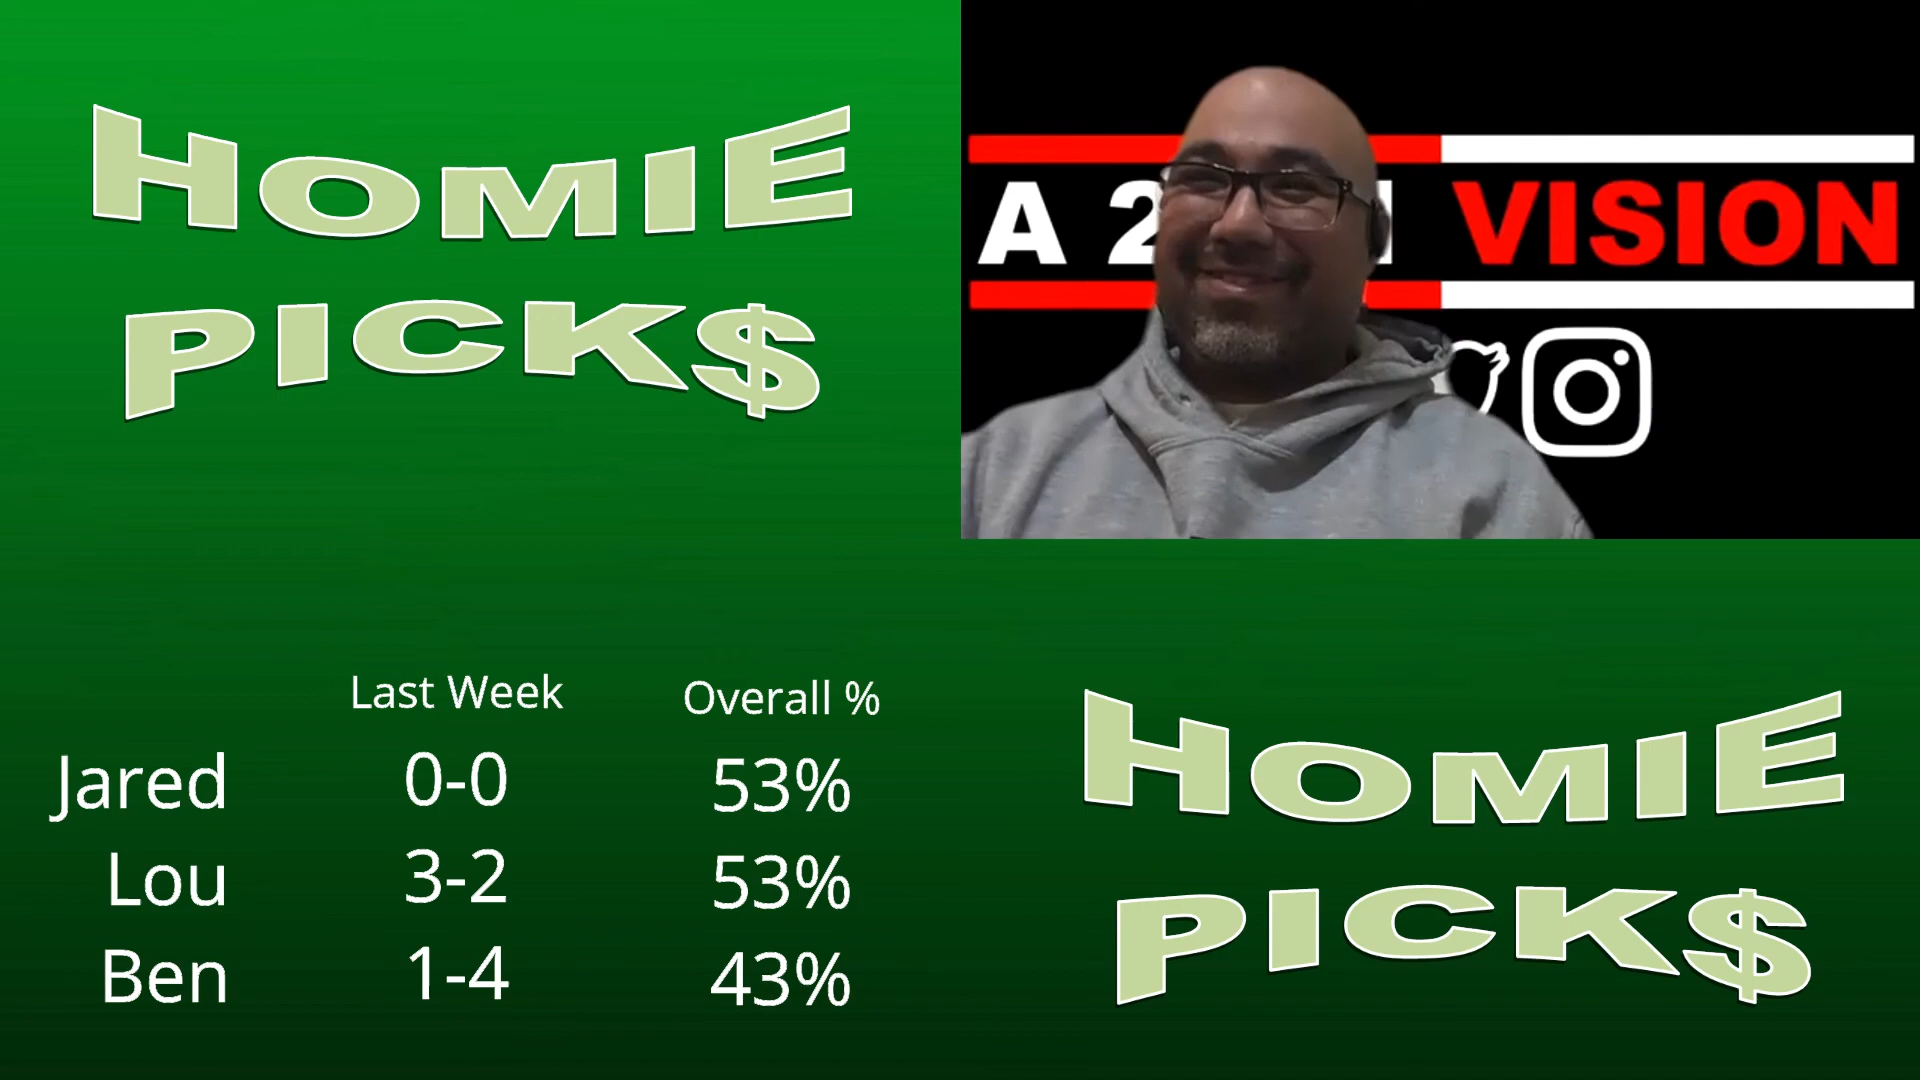 HOMIE
PICK$
A 2 VISION
Last Week Overall %
Jared 0-0 53%
Lou 3-2 53%
Ben 1-4 43%
HOMIE
PICK$